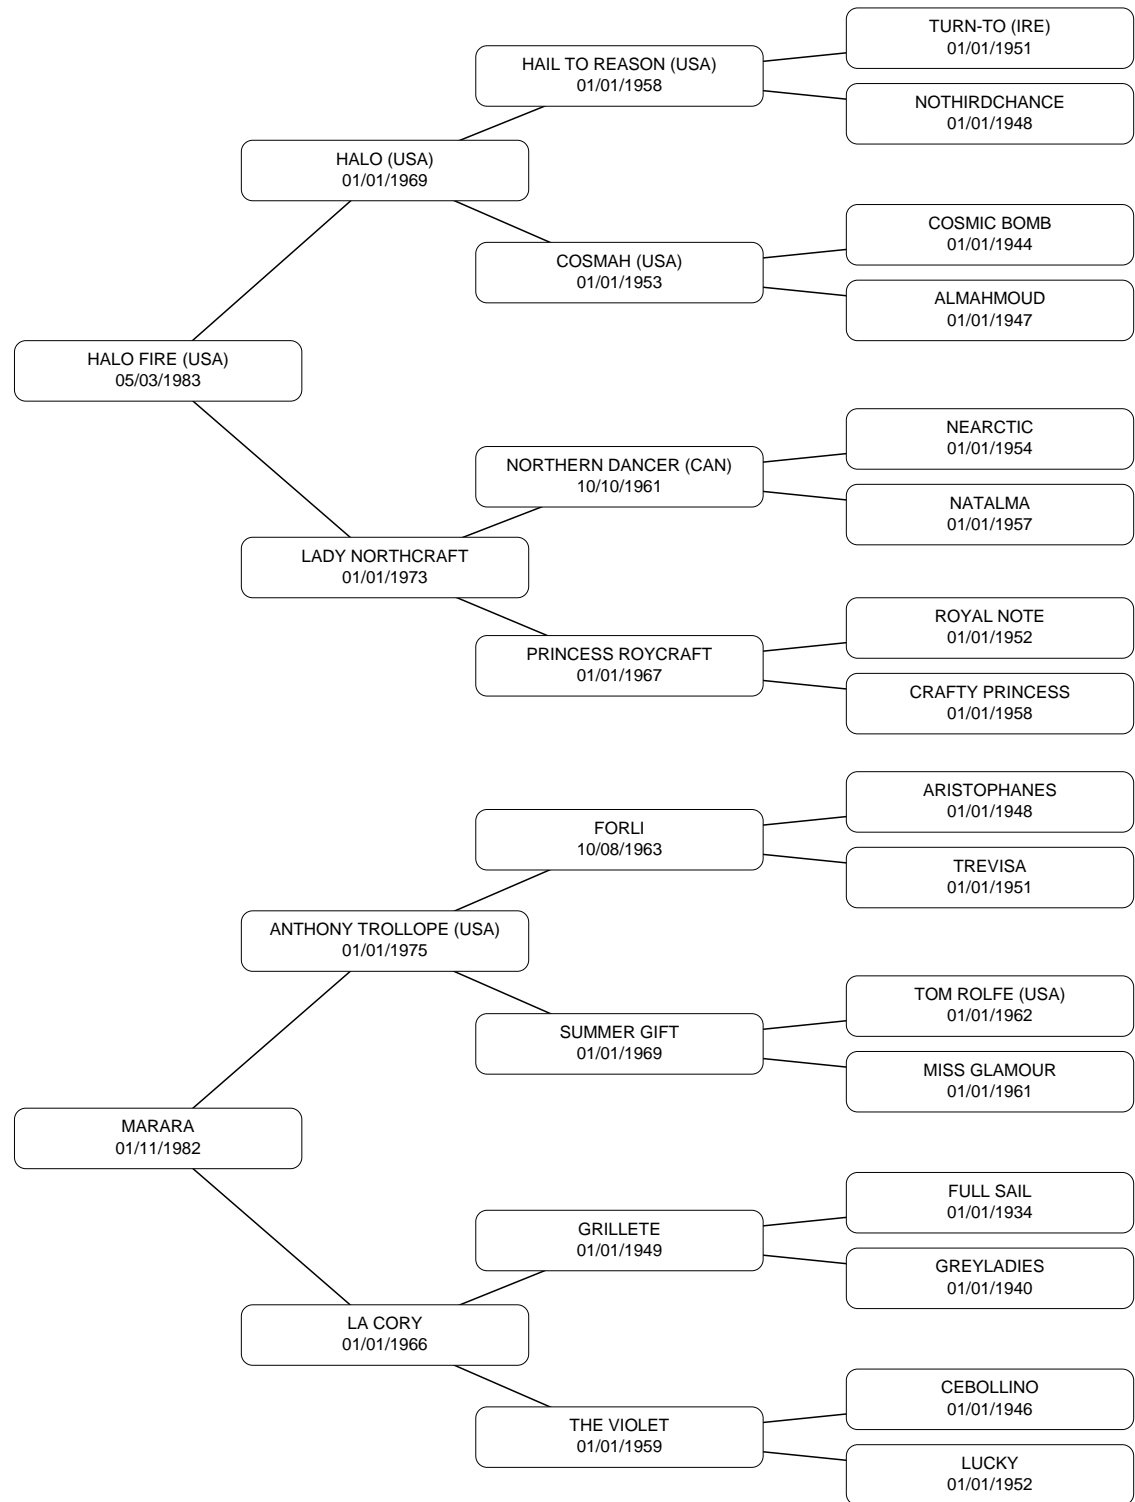 TURN-TO (IRE)
01/01/1951
HAIL TO REASON (USA)
01/01/1958
NOTHIRDCHANCE
01/01/1948
HALO (USA)
01/01/1969
COSMIC BOMB
01/01/1944
COSMAH (USA)
01/01/1953
ALMAHMOUD
01/01/1947
HALO FIRE (USA)
05/03/1983
NEARCTIC
01/01/1954
NORTHERN DANCER (CAN)
10/10/1961
NATALMA
01/01/1957
LADY NORTHCRAFT
01/01/1973
ROYAL NOTE
01/01/1952
PRINCESS ROYCRAFT
01/01/1967
CRAFTY PRINCESS
01/01/1958
ARISTOPHANES
01/01/1948
FORLI
10/08/1963
TREVISA
01/01/1951
ANTHONY TROLLOPE (USA)
01/01/1975
TOM ROLFE (USA)
01/01/1962
SUMMER GIFT
01/01/1969
MISS GLAMOUR
01/01/1961
MARARA
01/11/1982
FULL SAIL
01/01/1934
GRILLETE
01/01/1949
GREYLADIES
01/01/1940
LA CORY
01/01/1966
CEBOLLINO
01/01/1946
THE VIOLET
01/01/1959
LUCKY
01/01/1952